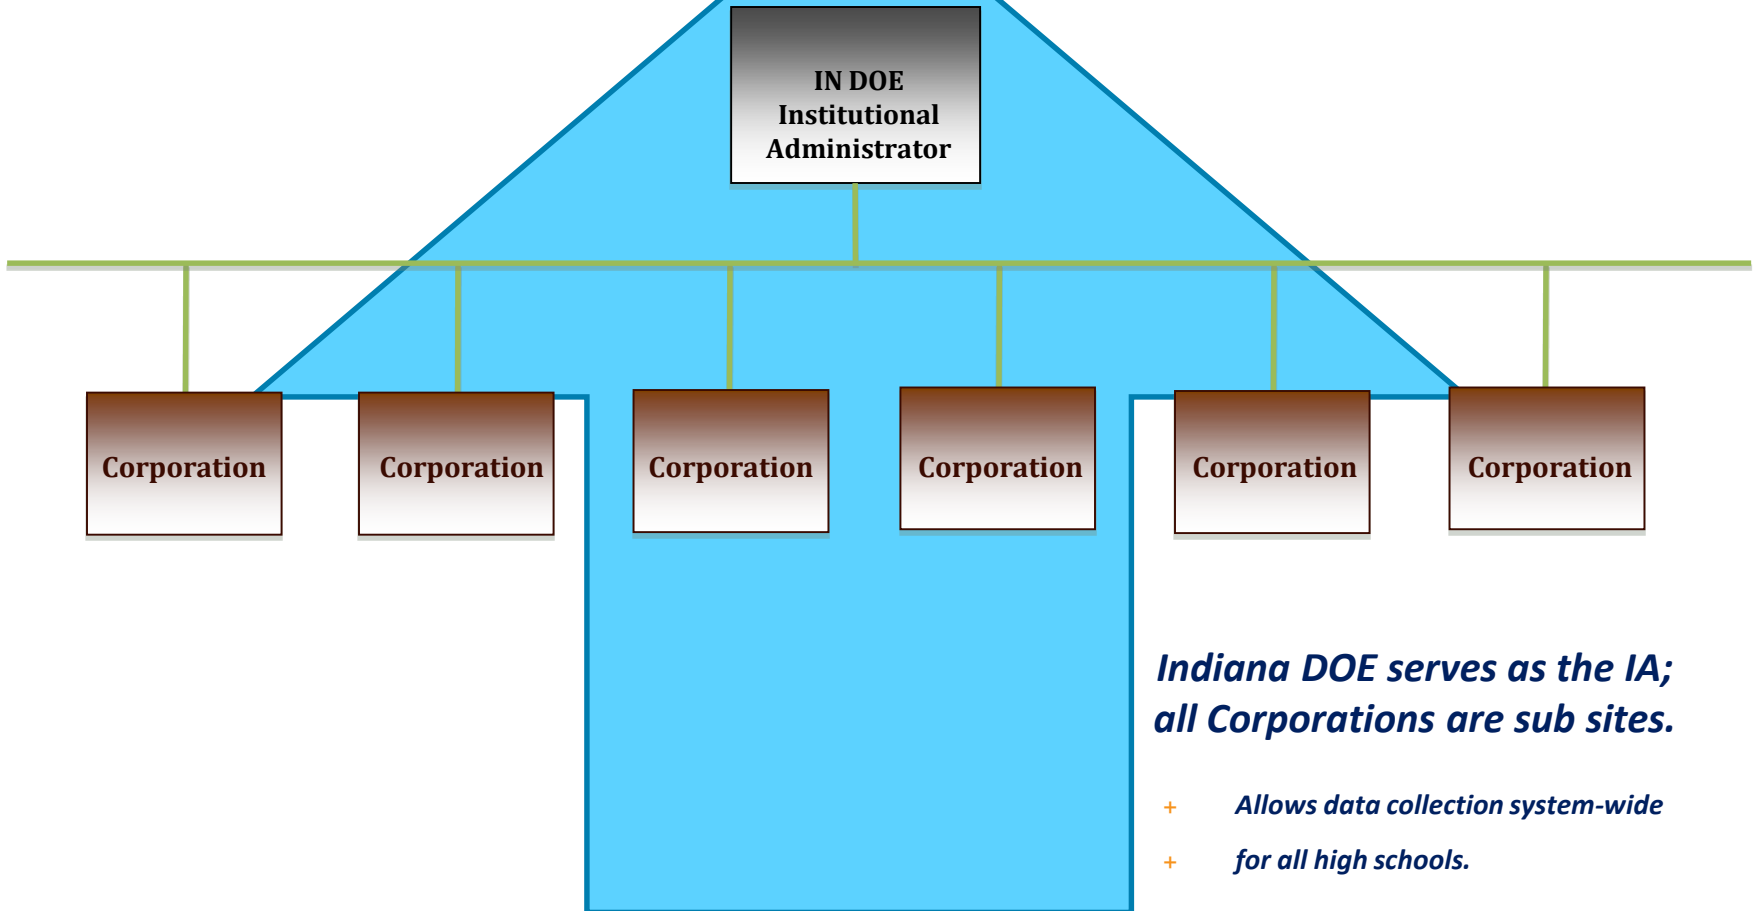 IN DOE
Institutional
Administrator
Corporation
Corporation
Corporation
Corporation
Corporation
Corporation
Indiana DOE serves as the IA;
all Corporations are sub sites.
+ Allows data collection system-wide
+ for all high schools.